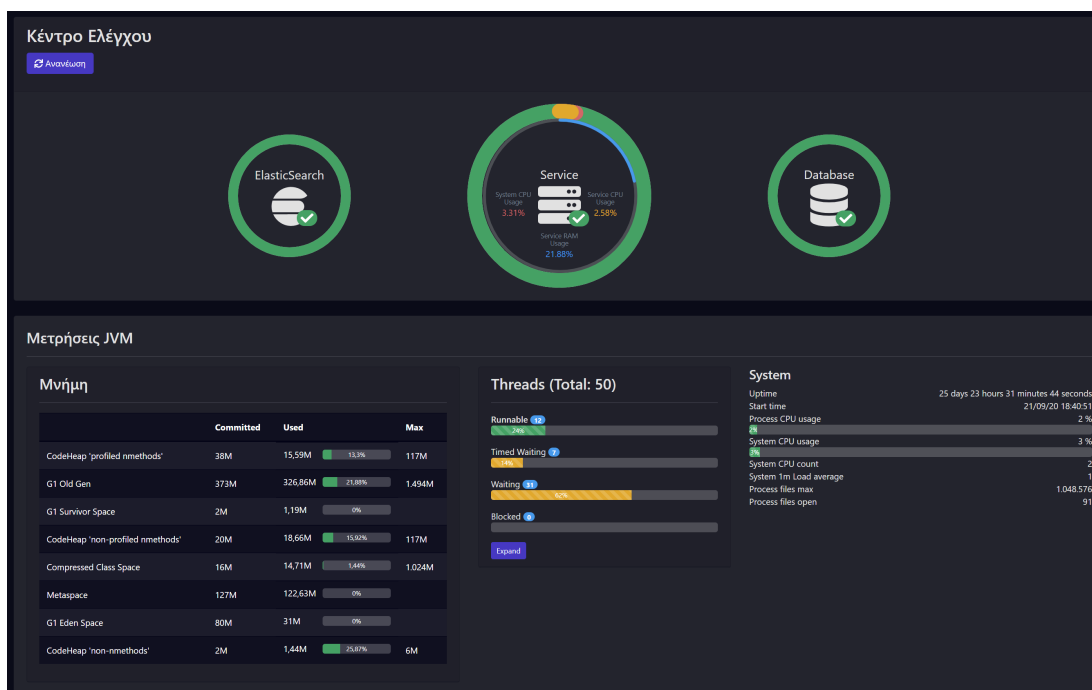 Κέντρο Ελέγχου
Ανανέωση
ElasticSearch
Service
System CPU Usage
3.31%
Service CPU Usage
2.58%
Service RAM Usage
21.88%
Database
Μετρήσεις JVM
Μνήμη
Committed Used Max
CodeHeap 'profiled nmethods' 38M 15,59M 13,3% 117M
G1 Old Gen 373M 326,86M 21,88% 1.494M
G1 Survivor Space 2M 1,19M 0%
CodeHeap 'non-profiled nmethods' 20M 18,66M 15,92% 117M
Compressed Class Space 16M 14,71M 1,44% 1.024M
Metaspace 127M 122,63M 0%
G1 Eden Space 80M 31M 0%
CodeHeap 'non-nmethods' 2M 1,44M 25,87% 6M
Threads (Total: 50)
Runnable 12
24%
Timed Waiting 7
14%
Waiting 31
62%
Blocked 0
Expand
System
Uptime 25 days 23 hours 31 minutes 44 seconds
Start time 21/09/20 18:40:51
Process CPU usage 2 %
2%
System CPU usage 3 %
3%
System CPU count 2
System 1m Load average 1
Process files max 1.048.576
Process files open 91